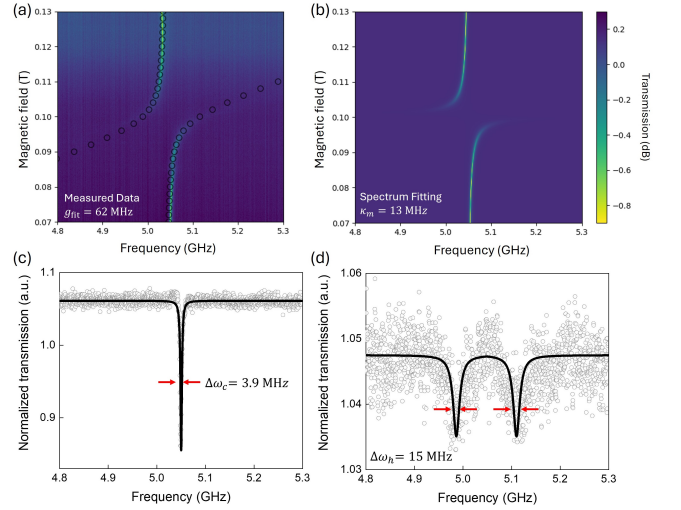 (a)
0.13
0.12
0.11
0.10
0.09
0.08
0.07
Magnetic field (T)
Measured Data
g_fit = 62 MHz
4.8 4.9 5.0 5.1 5.2 5.3
Frequency (GHz)
(b)
0.13
0.12
0.11
0.10
0.09
0.08
0.07
Magnetic field (T)
Spectrum Fitting
κ_m = 13 MHz
4.8 4.9 5.0 5.1 5.2 5.3
Frequency (GHz)
0.2
0.0
−0.2
−0.4
−0.6
−0.8
Transmission (dB)
(c)
1.1
1.0
0.9
Normalized transmission (a.u.)
Δω_c = 3.9 MHz
4.8 4.9 5.0 5.1 5.2 5.3
Frequency (GHz)
(d)
1.06
1.05
1.04
1.03
Normalized transmission (a.u.)
Δω_h = 15 MHz
4.8 4.9 5.0 5.1 5.2 5.3
Frequency (GHz)